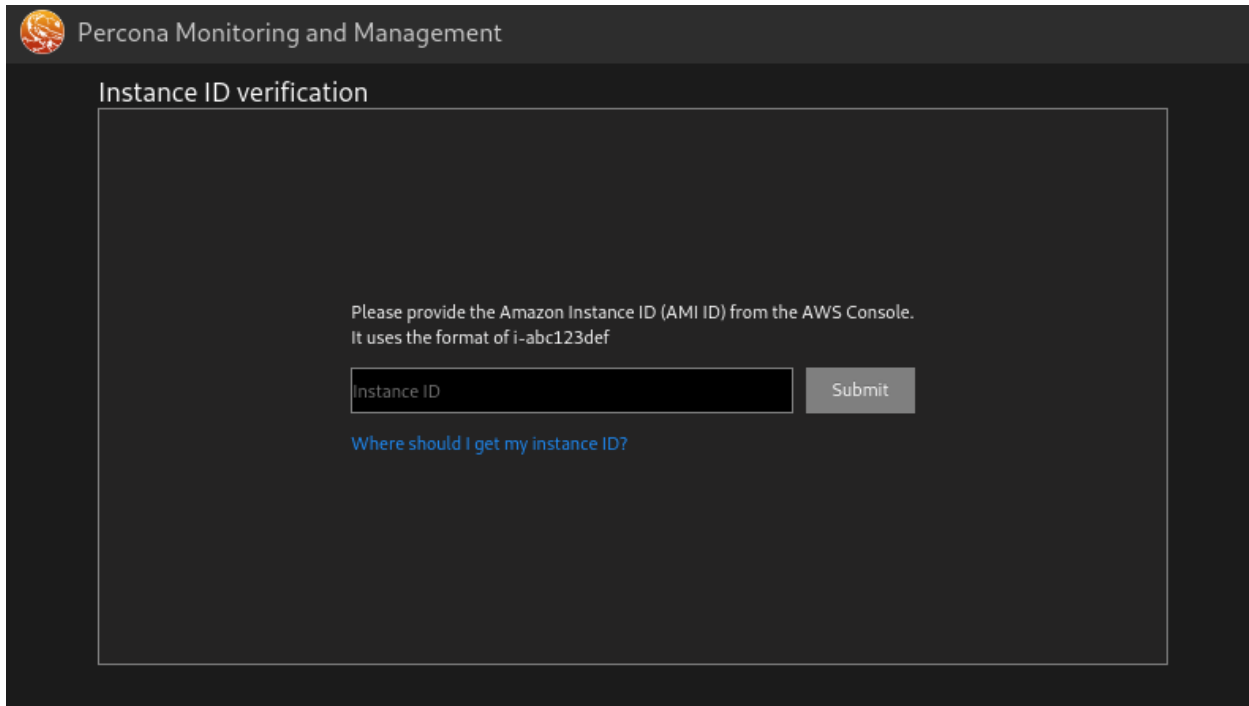 Percona Monitoring and Management
Instance ID verification
Please provide the Amazon Instance ID (AMI ID) from the AWS Console.
It uses the format of i-abc123def
Instance ID
Submit
Where should I get my instance ID?